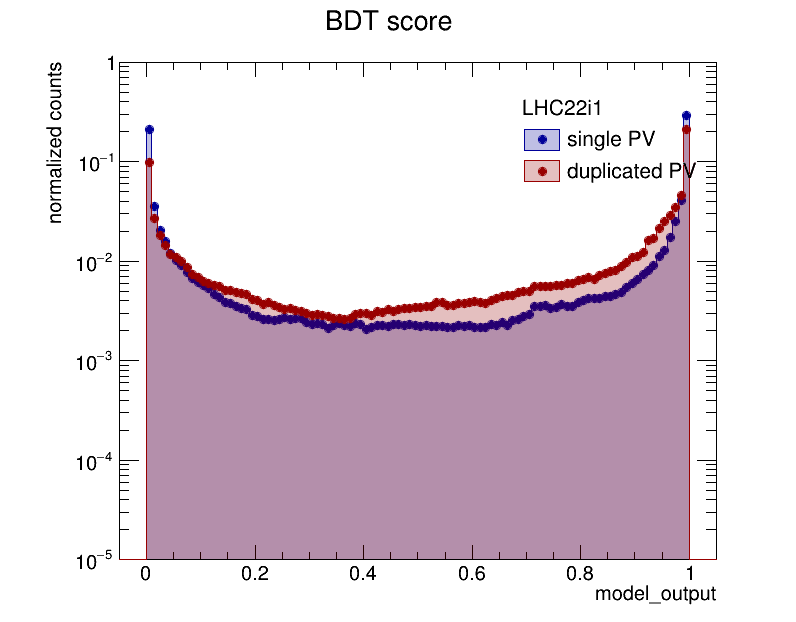 BDT score
normalized counts
LHC22i1
single PV
duplicated PV
1
10⁻¹
10⁻²
10⁻³
10⁻⁴
10⁻⁵
0 0.2 0.4 0.6 0.8 1
model_output